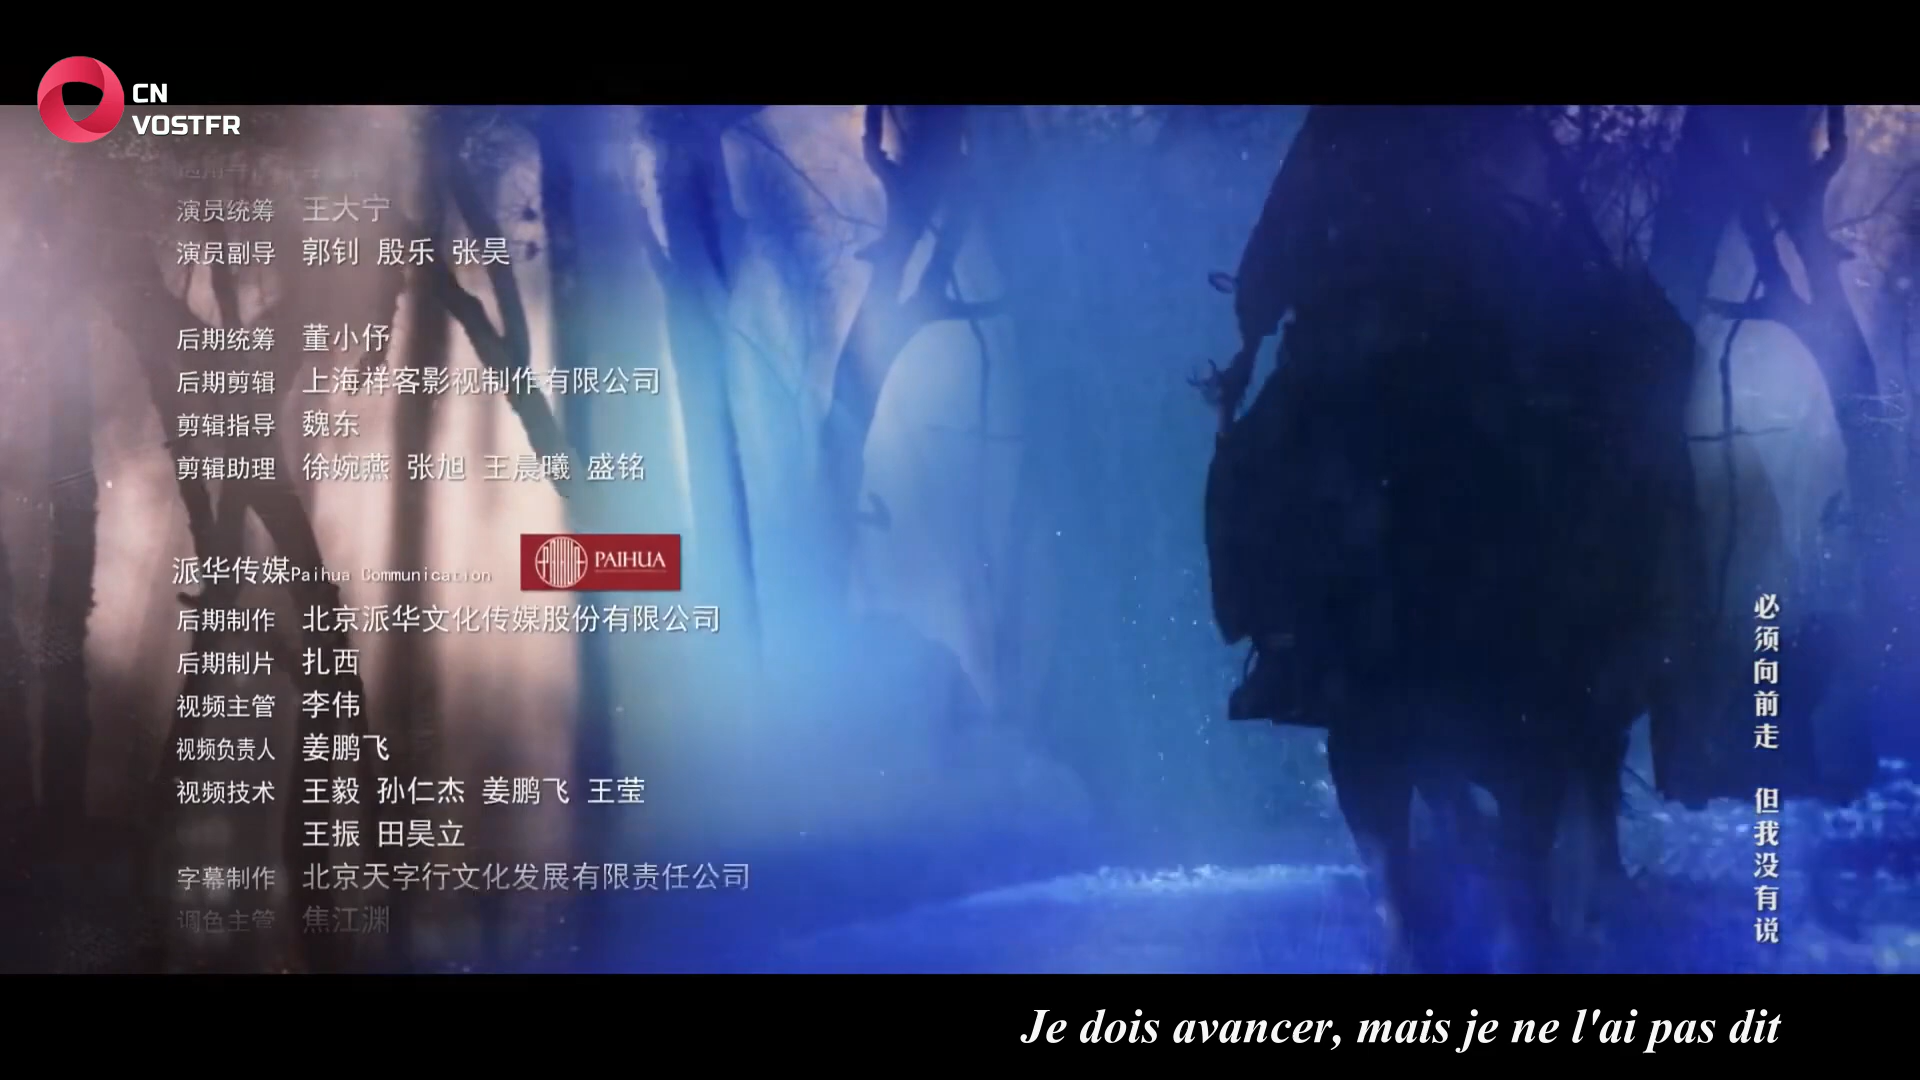 CN
VOSTFR
演员统筹 王大宁
演员副导 郭钊 殷乐 张昊
后期统筹 董小伃
后期剪辑 上海祥客影视制作有限公司
剪辑指导 魏东
剪辑助理 徐婉燕 张旭 王晨曦 盛铭
派华传媒Paihua Communication
PAIHUA
后期制作 北京派华文化传媒股份有限公司
后期制片 扎西
视频主管 李伟
视频负责人 姜鹏飞
视频技术 王毅 孙仁杰 姜鹏飞 王莹
王振 田昊立
字幕制作 北京天字行文化发展有限责任公司
调色主管 焦江渊
必须向前走 但我没有说
Je dois avancer, mais je ne l'ai pas dit